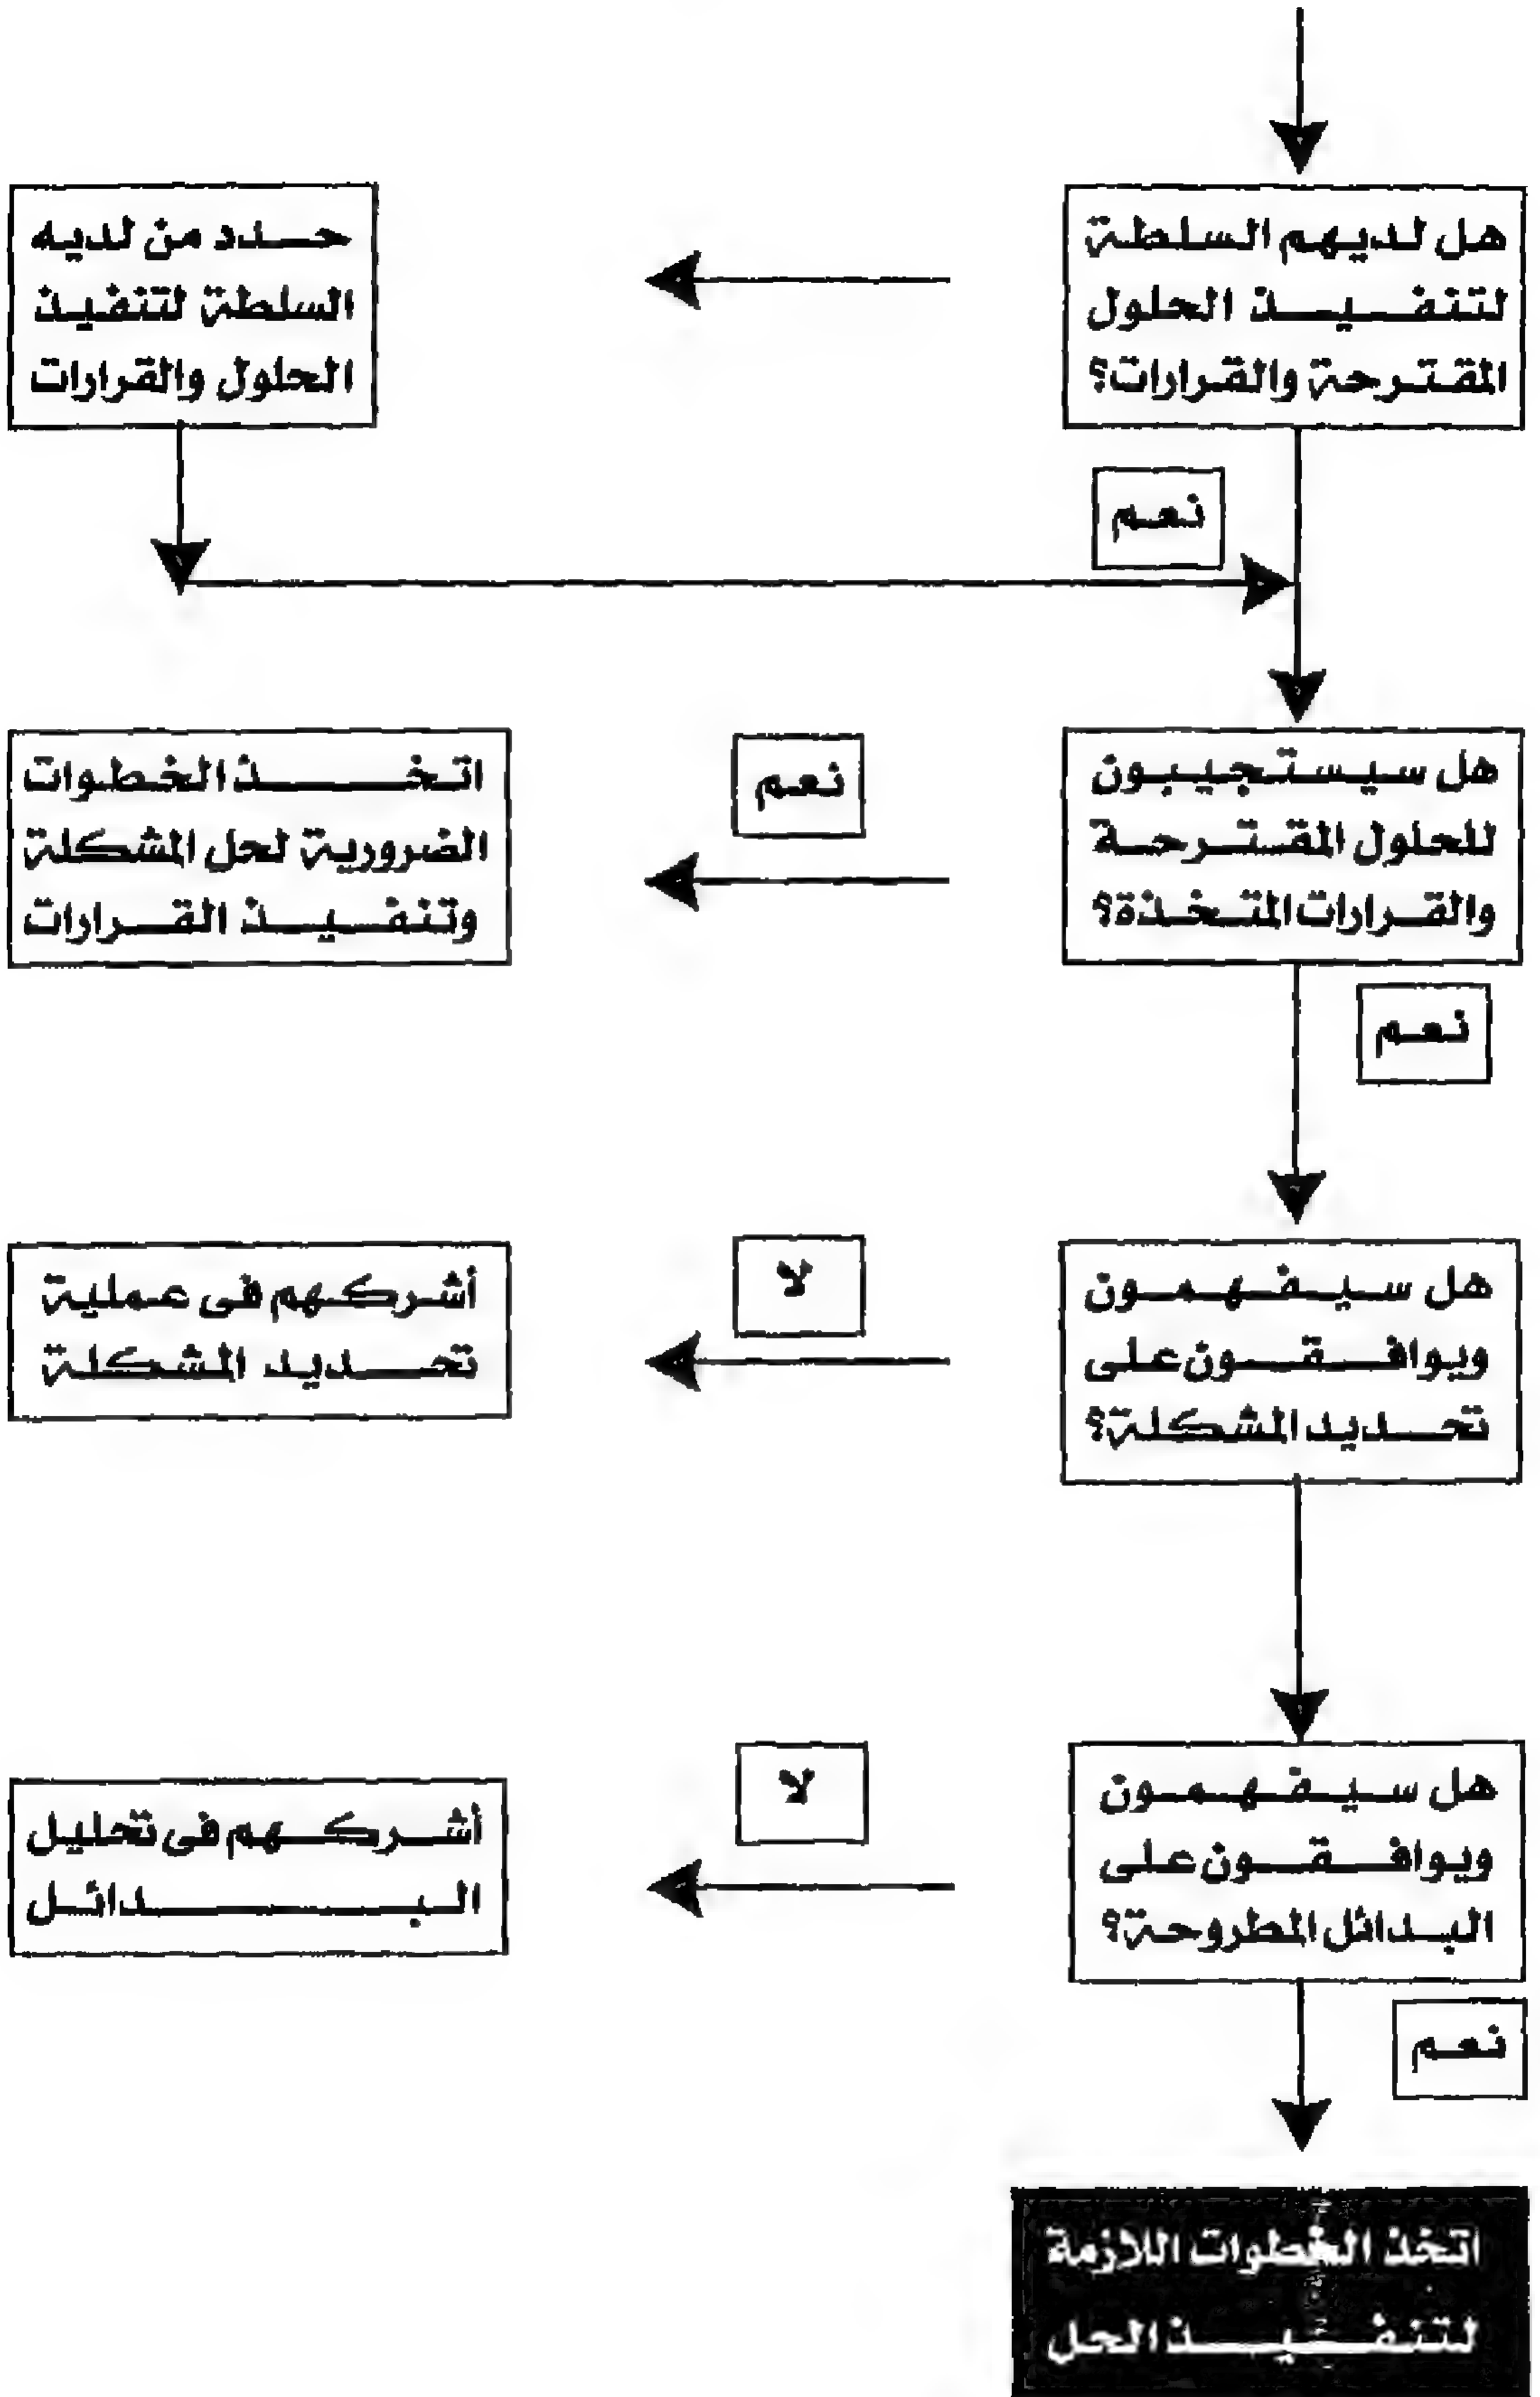 هل لديهم السلطة
لتنفيذ الحلول
المقترحة والقرارات؟
حدد من لديه
السلطة لتنفيذ
الحلول والقرارات
نعم
هل سيستجيبون
للحلول المقترحة
والقرارات المتخذة؟
نعم
اتخذ الخطوات
الضرورية لحل المشكلة
وتنفيذ القرارات
نعم
هل سيفهمون
ويوافقون على
تحديد المشكلة؟
لا
أشركهم فى عملية
تحديد المشكلة
هل سيفهمون
ويوافقون على
البدائل المطروحة؟
لا
أشركهم فى تحليل
البدائل
نعم
اتخذ الخطوات اللازمة
لتنفيذ الحل